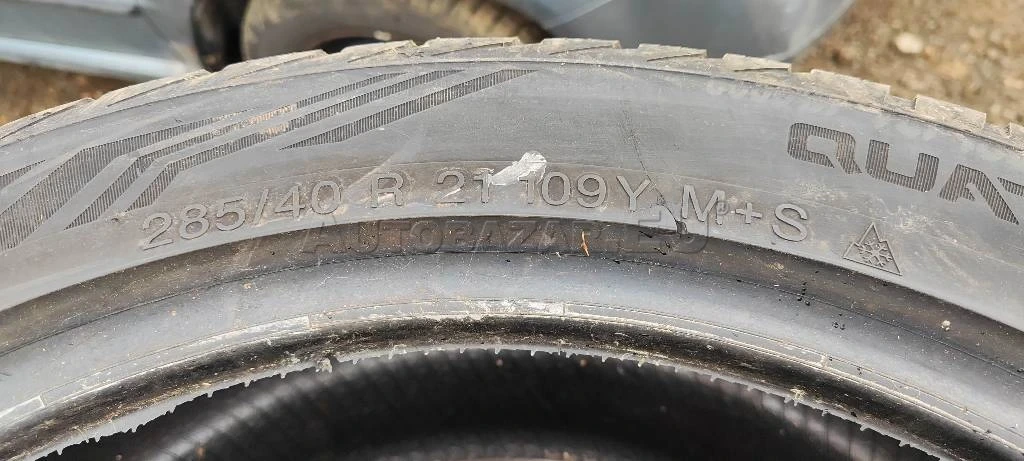 285/40 R 21 109Y M+S
QUA
AUTOBAZAR.EU